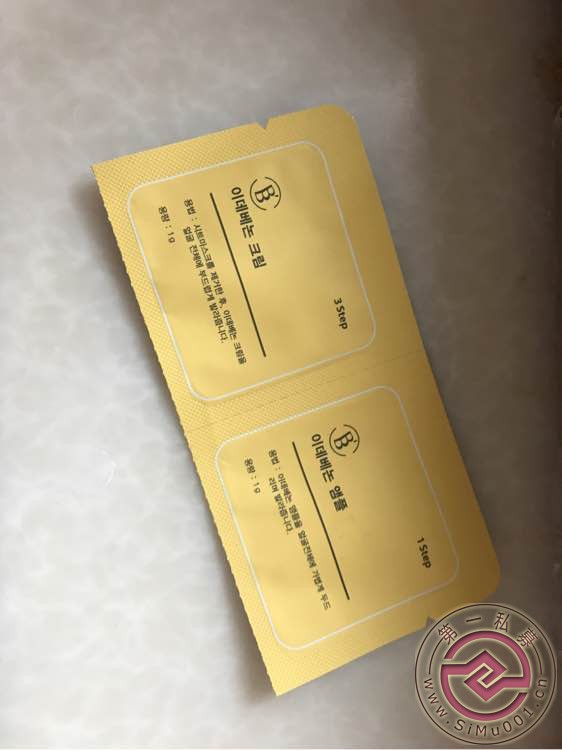 B
이데베논 크림
3 Step
용법 : 시트마스크를 제거한 후, 이데베논 크림을
얼굴 전체에 부드럽게 발라줍니다.
용량 : 1g
B
이데베논 앰플
1 Step
용법 : 이데베논 앰플을 얼굴전체에 가볍게 두드
리며 발라줍니다.
용량 : 1g
第一私募
www.SiMu001.cn